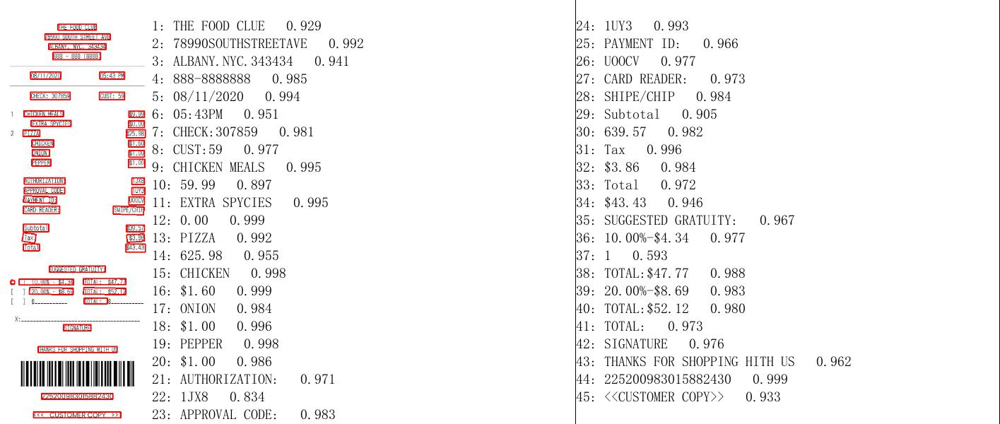 THE FOOD CLUE
78990 SOUTH STREET AVE
ALBANY. NYC. 343434
888 - 888 (8888)
08/11/2020 05:43 PM
CHECK: 307859 CUST: 59
1 CHICKEN MEALS $9.99
EXTRA SPYCIES $0.00
2 PIZZA $25.98
CHICKEN $1.60
ONION $1.00
PEPPER $1.00
AUTHORIZATION: 1JX8
APPROVAL CODE: 1UY3
PAYMENT ID: UOOCV
CARD READER: SWIPE/CHIP
Subtotal $39.57
Tax $3.86
Total $43.43
SUGGESTED GRATUITY:
[ ] 10.00% - $4.34 TOTAL: $47.77
[ ] 20.00% - $8.69 TOTAL: $52.12
[ ] $___________ TOTAL: $__________
X:____________________________________
SIGNATURE
THANKS FOR SHOPPING WITH US
225200983015882430
<<< CUSTOMER COPY >>>
1: THE FOOD CLUE 0.929
2: 78990SOUTHSTREETAVE 0.992
3: ALBANY.NYC.343434 0.941
4: 888-8888888 0.985
5: 08/11/2020 0.994
6: 05:43PM 0.951
7: CHECK:307859 0.981
8: CUST:59 0.977
9: CHICKEN MEALS 0.995
10: 59.99 0.897
11: EXTRA SPYCIES 0.995
12: 0.00 0.999
13: PIZZA 0.992
14: 625.98 0.955
15: CHICKEN 0.998
16: $1.60 0.999
17: ONION 0.984
18: $1.00 0.996
19: PEPPER 0.998
20: $1.00 0.986
21: AUTHORIZATION: 0.971
22: 1JX8 0.834
23: APPROVAL CODE: 0.983
24: 1UY3 0.993
25: PAYMENT ID: 0.966
26: UOOCV 0.977
27: CARD READER: 0.973
28: SHIPE/CHIP 0.984
29: Subtotal 0.905
30: 639.57 0.982
31: Tax 0.996
32: $3.86 0.984
33: Total 0.972
34: $43.43 0.946
35: SUGGESTED GRATUITY: 0.967
36: 10.00%-$4.34 0.977
37: 1 0.593
38: TOTAL:$47.77 0.988
39: 20.00%-$8.69 0.983
40: TOTAL:$52.12 0.980
41: TOTAL: 0.973
42: SIGNATURE 0.976
43: THANKS FOR SHOPPING HITH US 0.962
44: 225200983015882430 0.999
45: <<CUSTOMER COPY>> 0.933